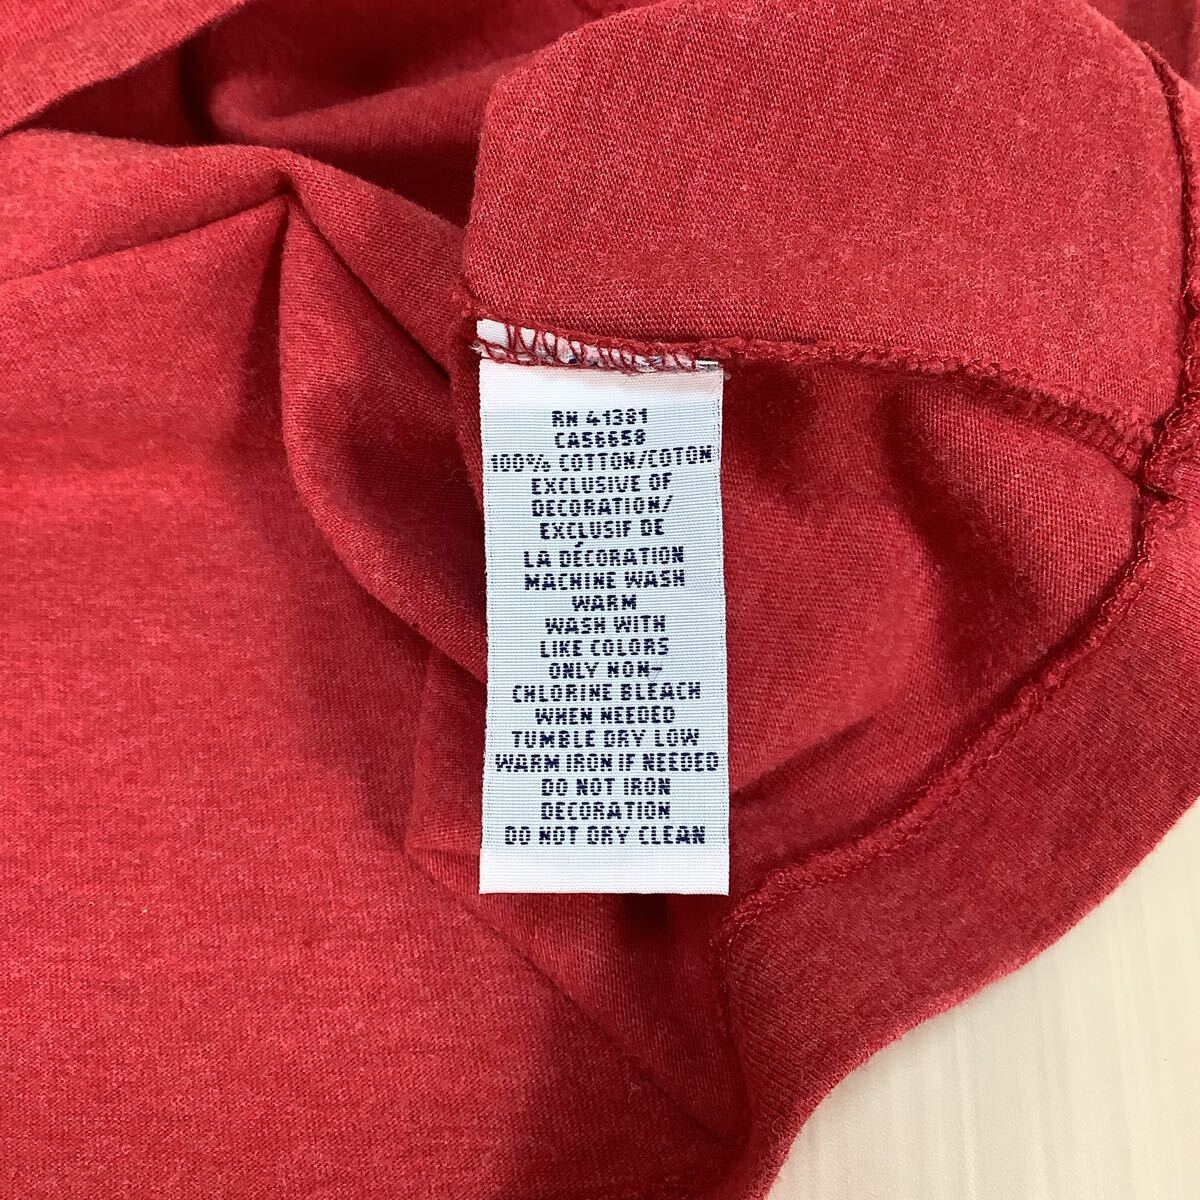 RN 41381
CA56658
100% COTTON/COTON
EXCLUSIVE OF
DECORATION/
EXCLUSIF DE
LA DÉCORATION
MACHINE WASH
WARM
WASH WITH
LIKE COLORS
ONLY NON-
CHLORINE BLEACH
WHEN NEEDED
TUMBLE DRY LOW
WARM IRON IF NEEDED
DO NOT IRON
DECORATION
DO NOT DRY CLEAN